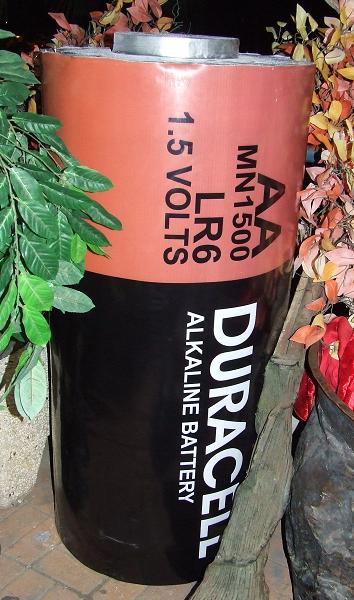 AA
MN1500
LR6
1.5 VOLTS
DURACELL
ALKALINE BATTERY